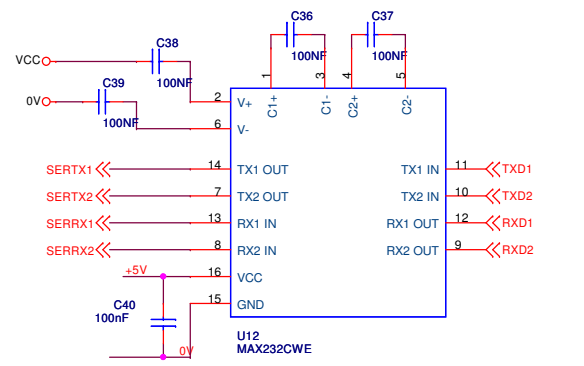 C36
C37
100NF
100NF
C38
VCC
100NF
C39
0V
100NF
1
3
4
5
C1+
C1-
C2+
C2-
2
V+
6
V-
SERTX1
14
TX1 OUT
TX1 IN
11
TXD1
SERTX2
7
TX2 OUT
TX2 IN
10
TXD2
SERRX1
13
RX1 IN
RX1 OUT
12
RXD1
SERRX2
8
RX2 IN
RX2 OUT
9
RXD2
+5V
16
VCC
15
GND
C40
100nF
0V
U12
MAX232CWE